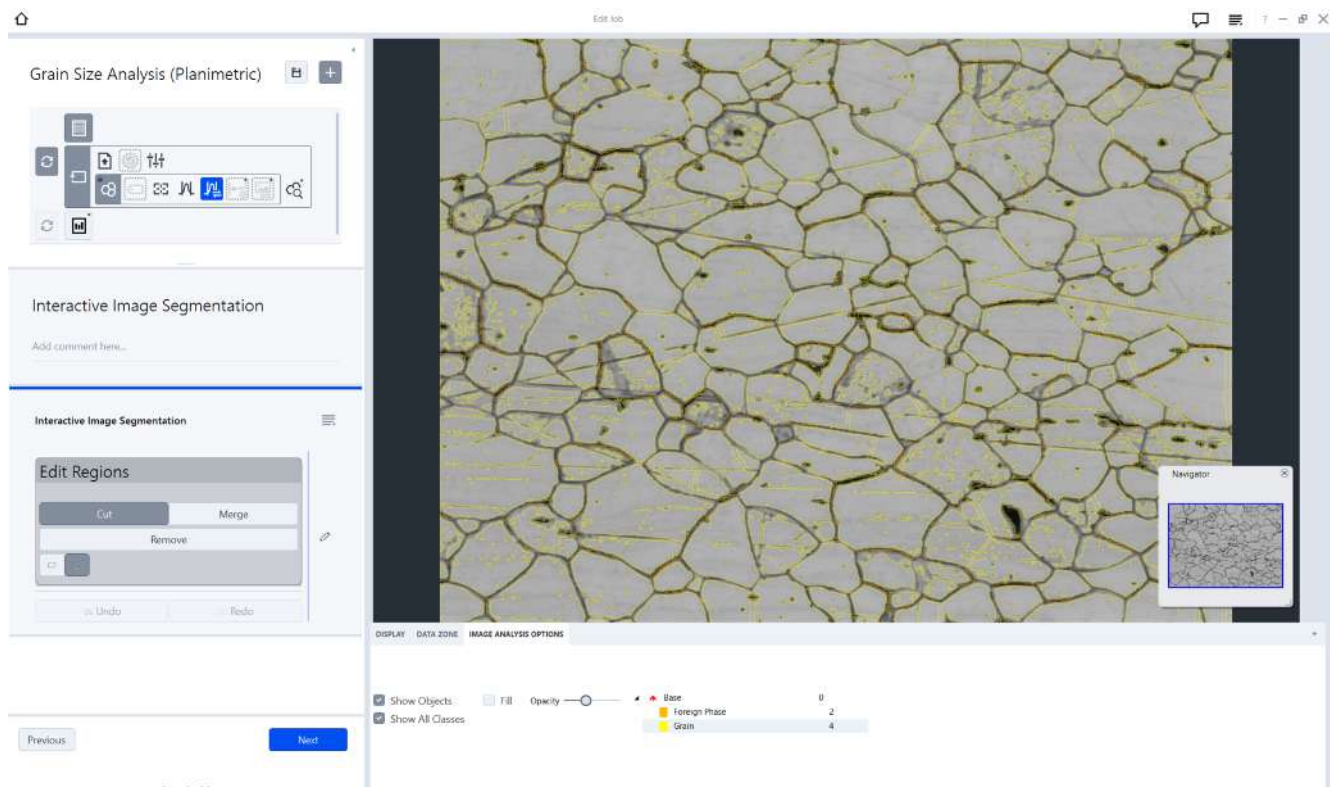 Edit Job
?
Grain Size Analysis (Planimetric)
Interactive Image Segmentation
Add comment here...
Interactive Image Segmentation
Edit Regions
Cut Merge
Remove
Undo Redo
Previous Next
Navigator
DISPLAY DATA ZONE IMAGE ANALYSIS OPTIONS
Show Objects Fill Opacity Base 0
Show All Classes Foreign Phase 2
Grain 4